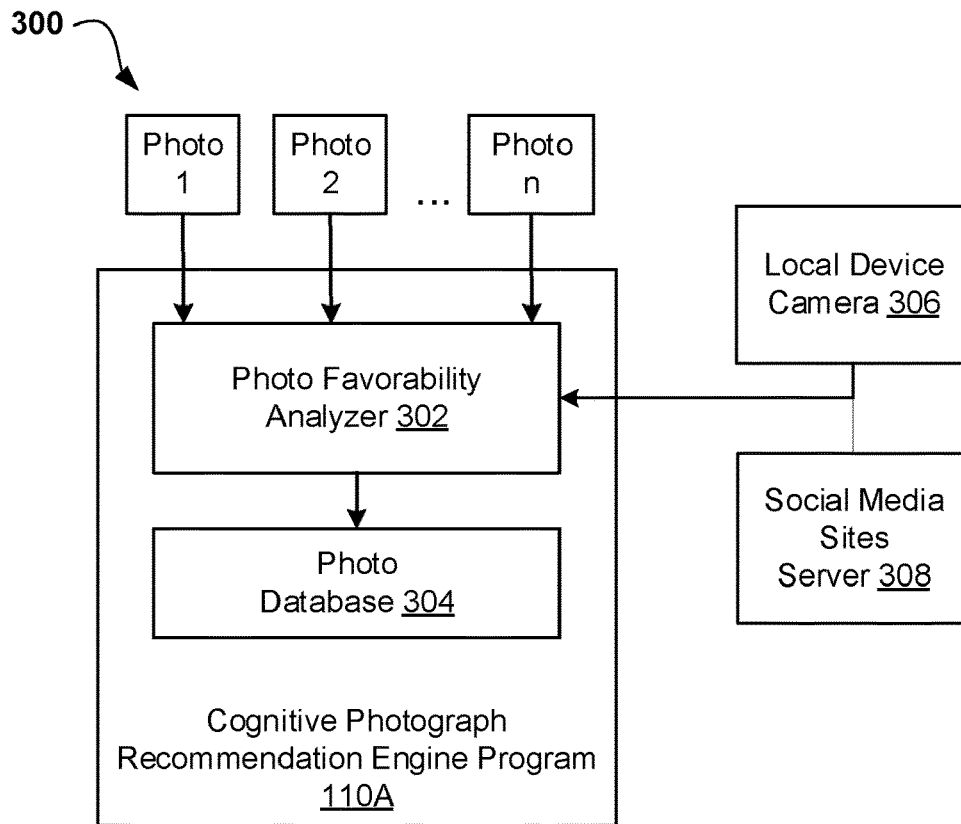 300
Photo
1
Photo
2
...
Photo
n
Local Device
Camera 306
Photo Favorability
Analyzer 302
Social Media
Sites
Server 308
Photo
Database 304
Cognitive Photograph
Recommendation Engine Program
110A